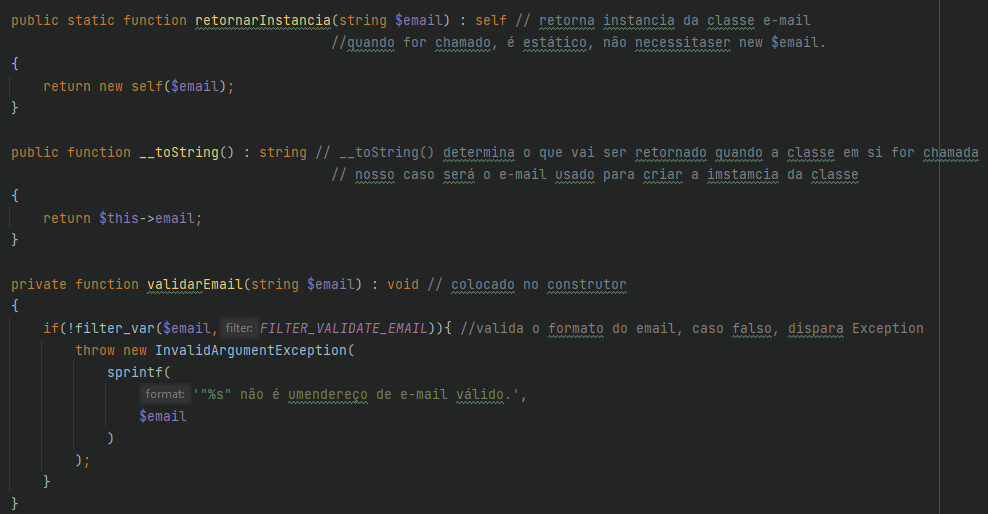 public static function retornarInstancia(string $email) : self // retorna instancia da classe e-mail
//quando for chamado, é estático, não necessitaser new $email.
{
return new self($email);
}
public function __toString() : string // __toString() determina o que vai ser retornado quando a classe em si for chamada
// nosso caso será o e-mail usado para criar a imstamcia da classe
{
return $this->email;
}
private function validarEmail(string $email) : void // colocado no construtor
{
if(!filter_var($email, filter: FILTER_VALIDATE_EMAIL)){ //valida o formato do email, caso falso, dispara Exception
throw new InvalidArgumentException(
sprintf(
format: '"%s" não é umendereço de e-mail válido.',
$email
)
);
}
}